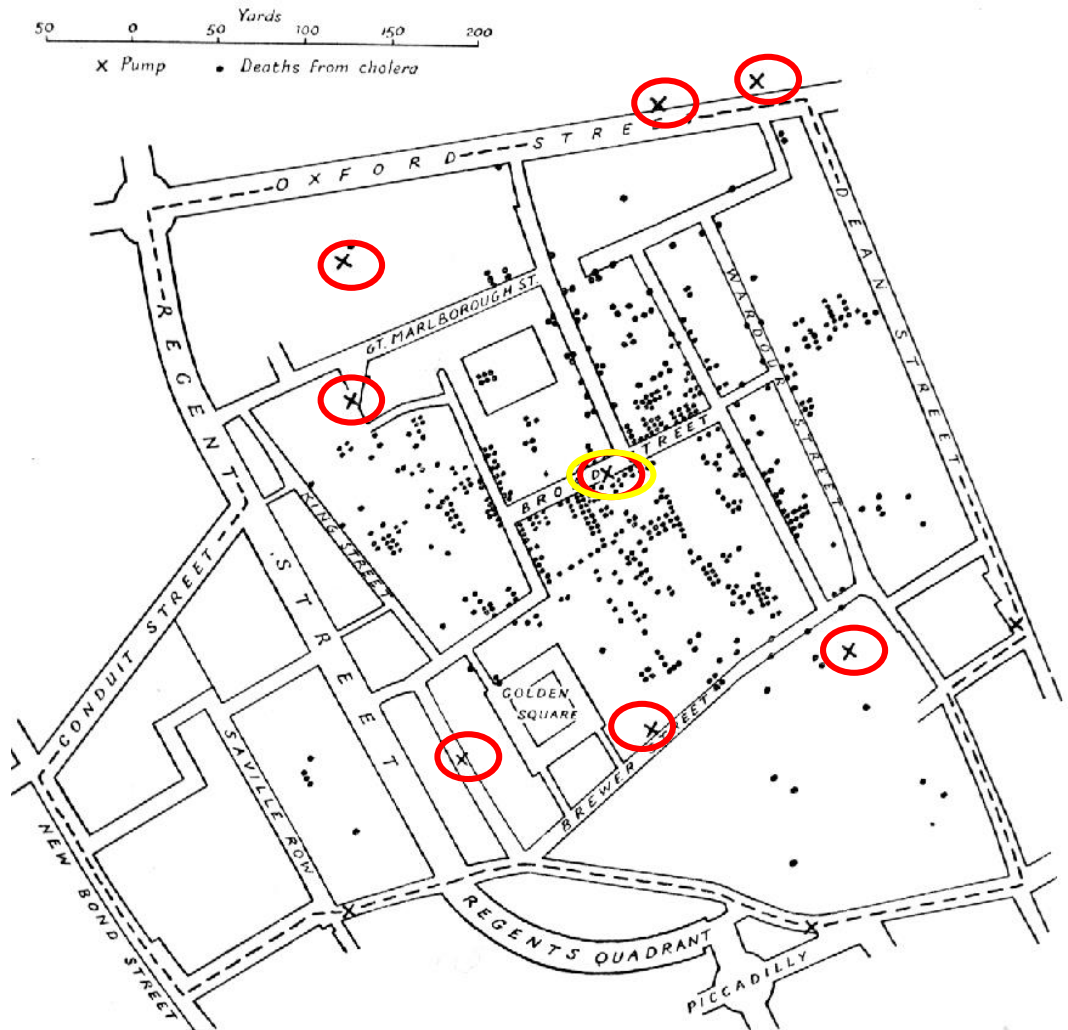 Yards
50 0 50 100 150 200
x Pump • Deaths from cholera
OXFORD STREET
DEAN STREET
REGENT STREET
GT. MARLBOROUGH ST.
WARDOUR STREET
BROAD STREET
KING STREET
CONDUIT STREET
GOLDEN
SQUARE
BREWER STREET
SAVILLE ROW
NEW BOND STREET
REGENTS QUADRANT
PICCADILLY